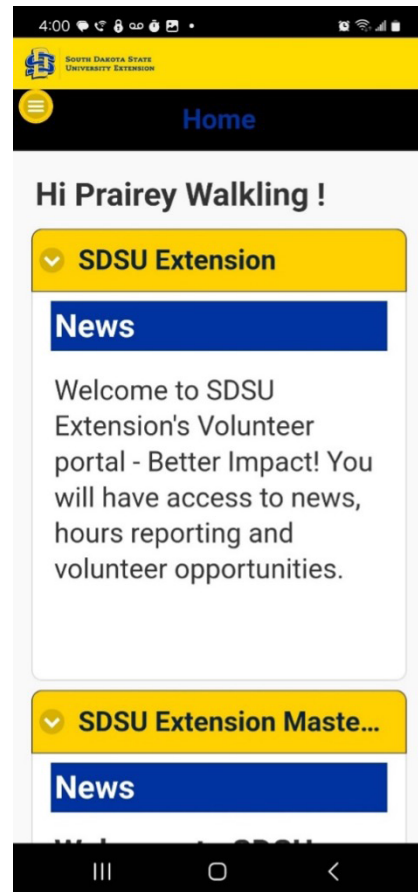 4:00
SOUTH DAKOTA STATE
UNIVERSITY EXTENSION
Home
Hi Prairey Walkling !
SDSU Extension
News
Welcome to SDSU
Extension's Volunteer
portal - Better Impact! You
will have access to news,
hours reporting and
volunteer opportunities.
SDSU Extension Maste...
News